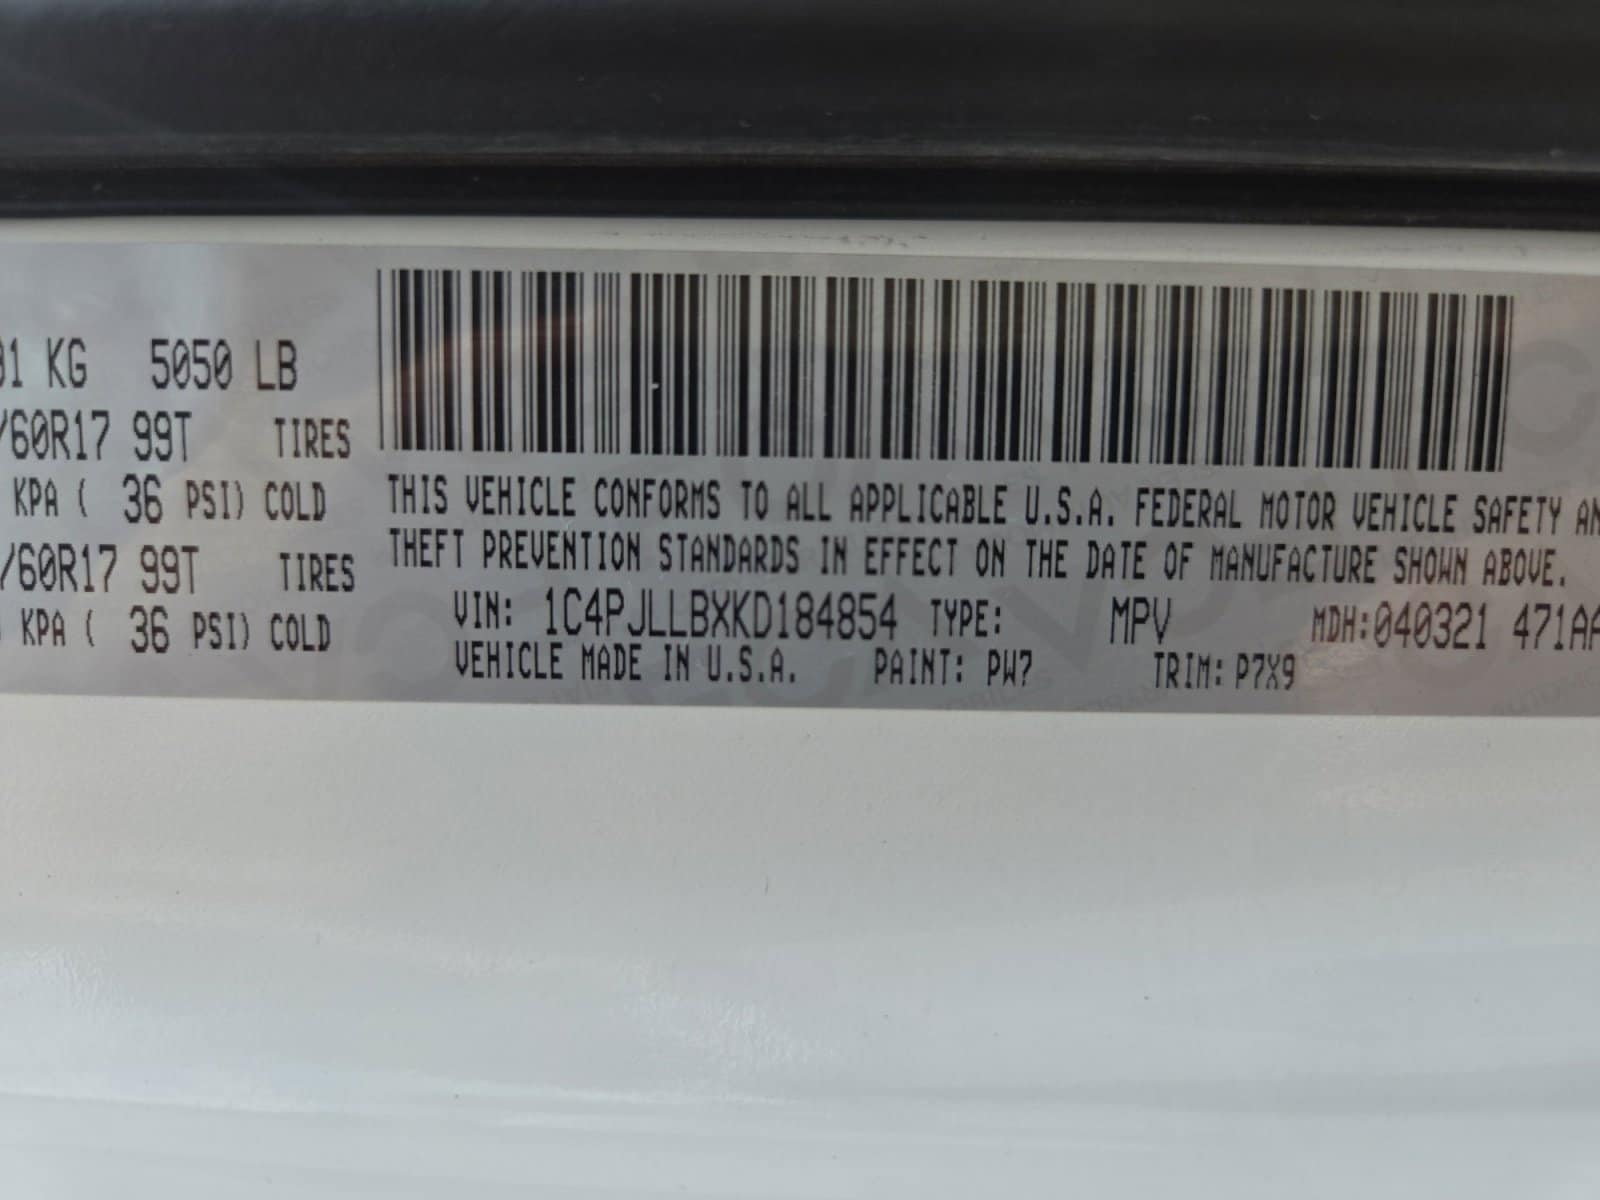 KG 5050 LB
/60R17 99T TIRES
KPA ( 36 PSI) COLD
/60R17 99T TIRES
KPA ( 36 PSI) COLD
THIS VEHICLE CONFORMS TO ALL APPLICABLE U.S.A. FEDERAL MOTOR VEHICLE SAFETY AN
THEFT PREVENTION STANDARDS IN EFFECT ON THE DATE OF MANUFACTURE SHOWN ABOVE.
VIN: 1C4PJLLBXKD184854 TYPE: MPV MDH:040321 471AA
VEHICLE MADE IN U.S.A. PAINT: PW7 TRIM: P7X9